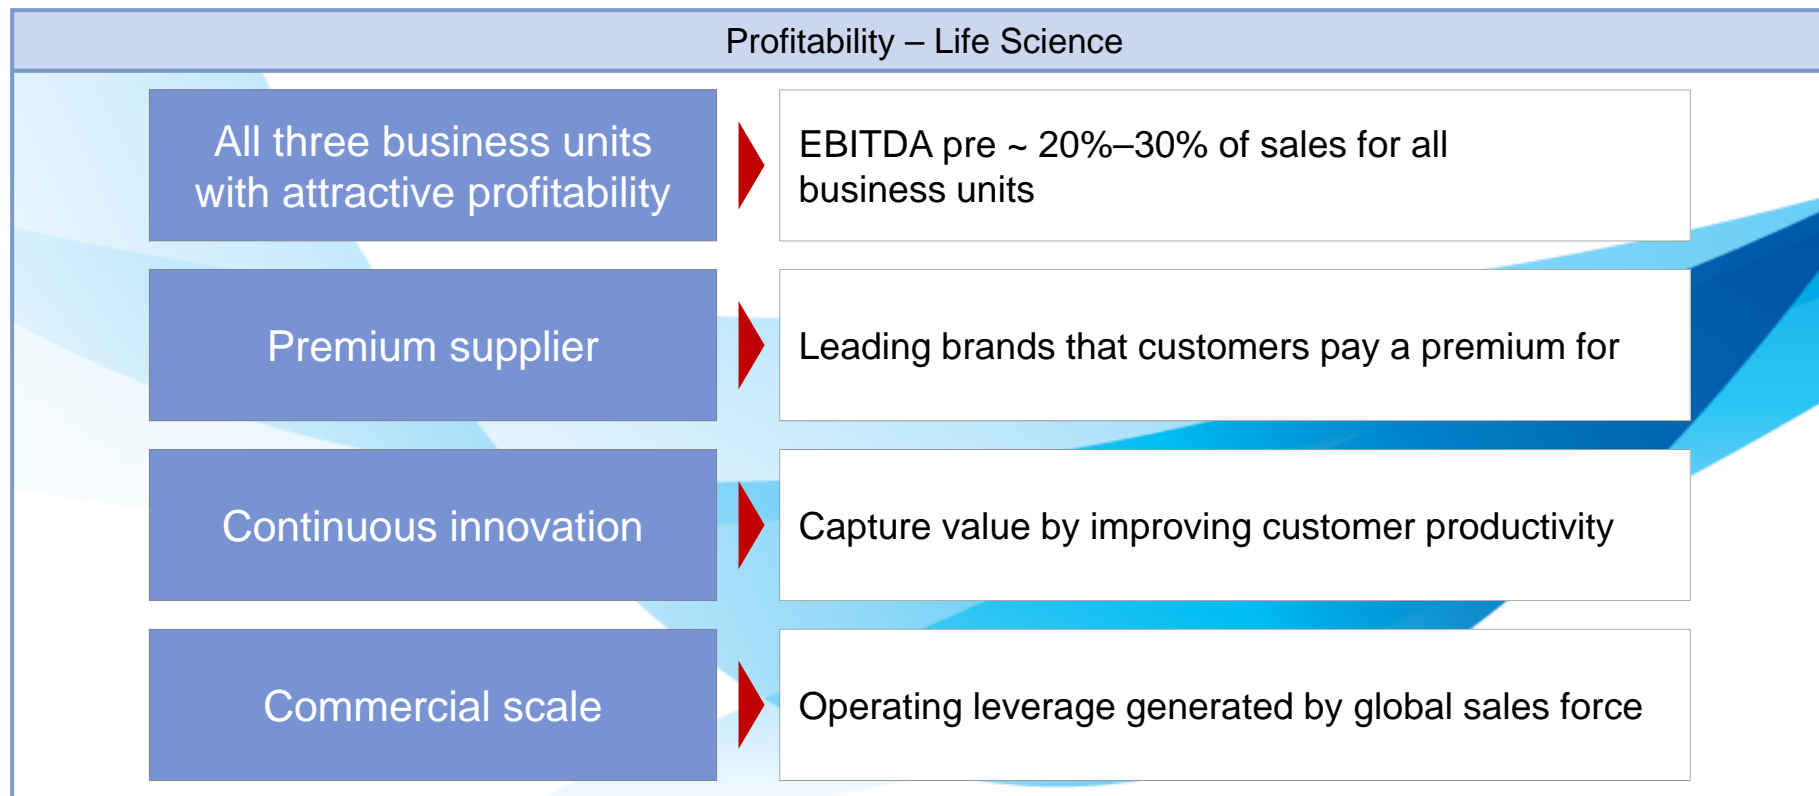 Profitability – Life Science
All three business units
with attractive profitability
EBITDA pre ~ 20%–30% of sales for all
business units
Premium supplier
Leading brands that customers pay a premium for
Continuous innovation
Capture value by improving customer productivity
Commercial scale
Operating leverage generated by global sales force